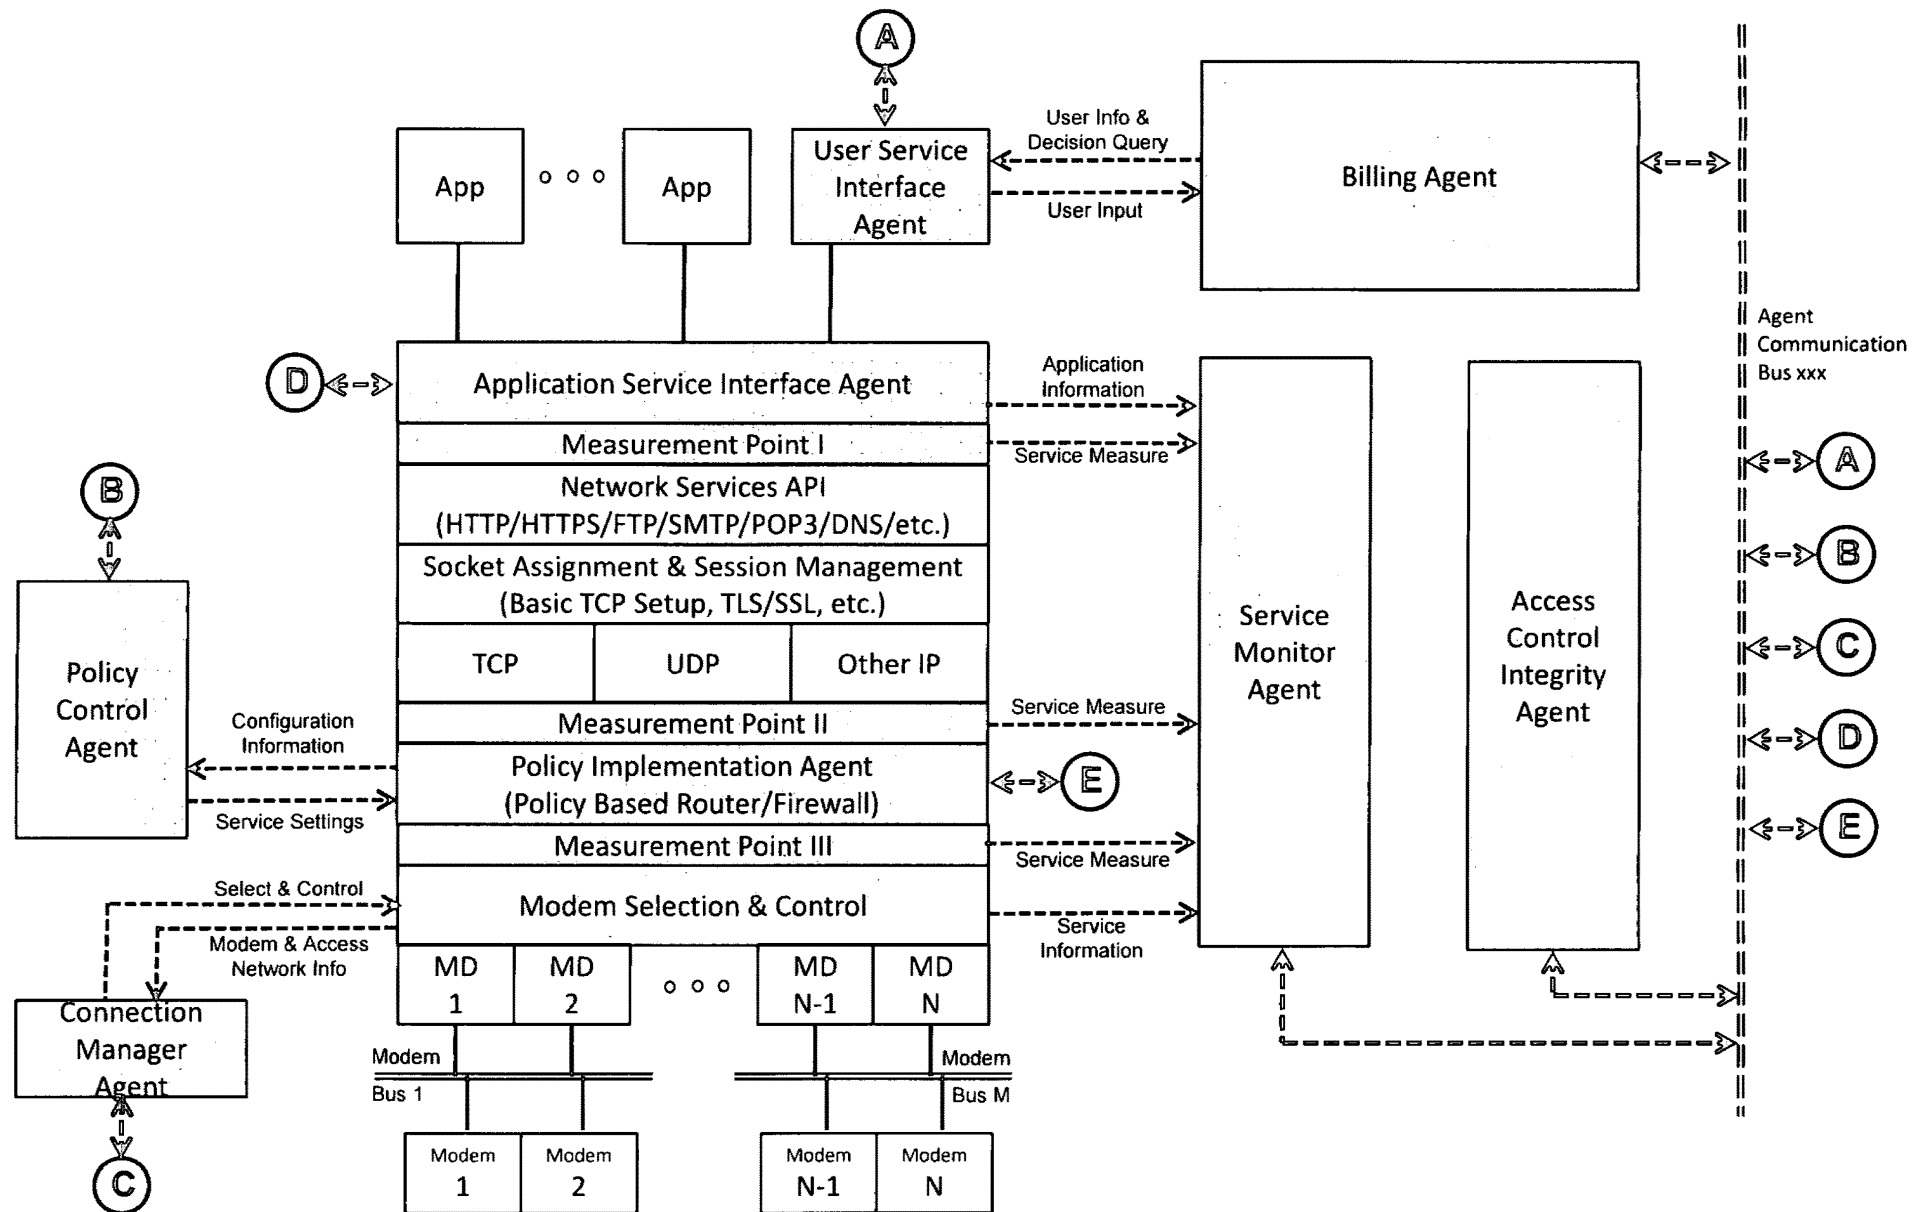 A
User Info &
Decision Query
User Input
App
App
User Service
Interface
Agent
Billing Agent
Agent
Communication
Bus xxx
D
Application Service Interface Agent
Application
Information
Measurement Point I
Service Measure
Network Services API
(HTTP/HTTPS/FTP/SMTP/POP3/DNS/etc.)
Socket Assignment & Session Management
(Basic TCP Setup, TLS/SSL, etc.)
TCP
UDP
Other IP
Measurement Point II
Service Measure
Policy Implementation Agent
(Policy Based Router/Firewall)
E
Measurement Point III
Service Measure
Modem Selection & Control
Service
Information
B
Policy
Control
Agent
Configuration
Information
Service Settings
Select & Control
Modem & Access
Network Info
Connection
Manager
Agent
C
MD
1
MD
2
MD
N-1
MD
N
Modem
Bus 1
Modem
Bus M
Modem
1
Modem
2
Modem
N-1
Modem
N
Service
Monitor
Agent
Access
Control
Integrity
Agent
A
B
C
D
E